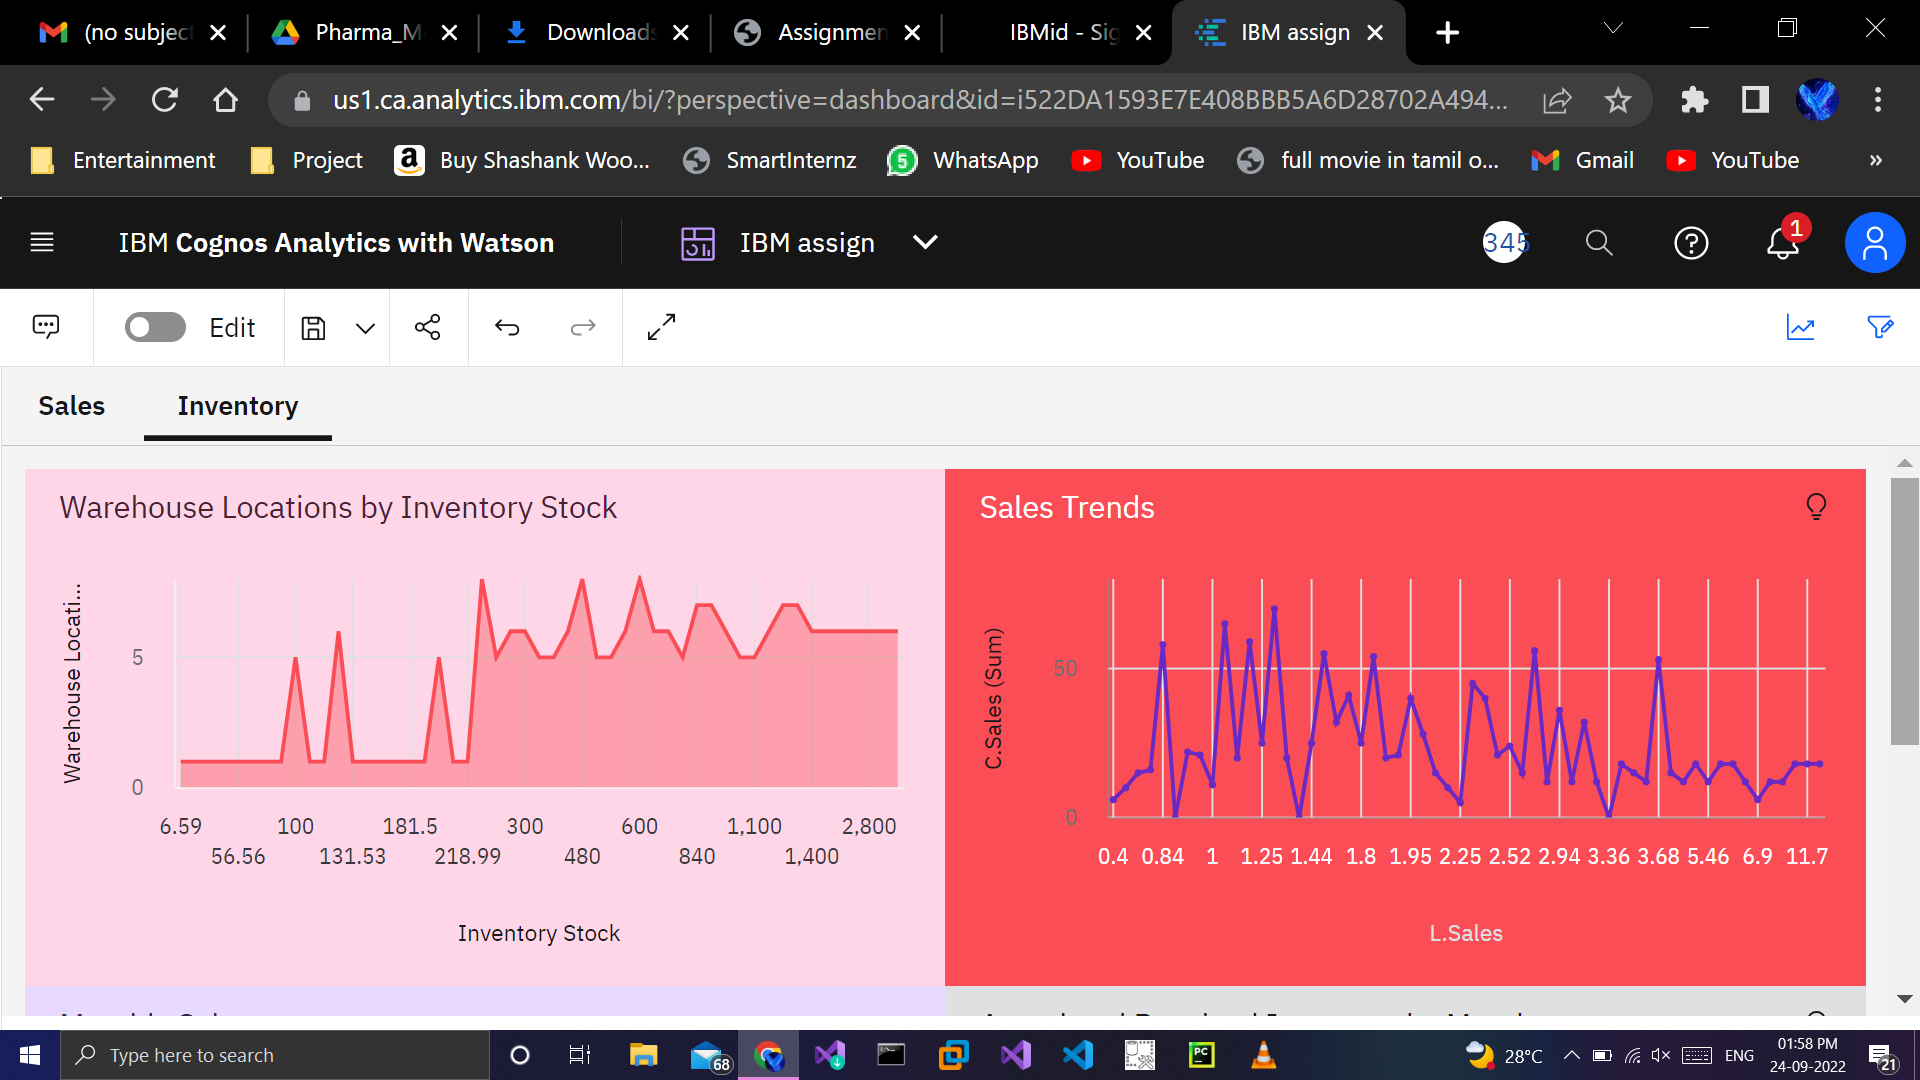 (no subject
Pharma_M
Downloads
Assignmen
IBMid - Sig
IBM assign
us1.ca.analytics.ibm.com/bi/?perspective=dashboard&id=i522DA1593E7E408BBB5A6D28702A494...
Entertainment
Project
Buy Shashank Woo...
SmartInternz
5
WhatsApp
YouTube
full movie in tamil o...
Gmail
YouTube
»
IBM Cognos Analytics with Watson
IBM assign
345
1
Edit
Sales
Inventory
Warehouse Locations by Inventory Stock
Warehouse Locati...
5
0
6.59 100 181.5 300 600 1,100 2,800
56.56 131.53 218.99 480 840 1,400
Inventory Stock
Sales Trends
C.Sales (Sum)
50
0
0.4 0.84 1 1.25 1.44 1.8 1.95 2.25 2.52 2.94 3.36 3.68 5.46 6.9 11.7
L.Sales
Type here to search
68
PC
28°C
ENG
01:58 PM
24-09-2022
21